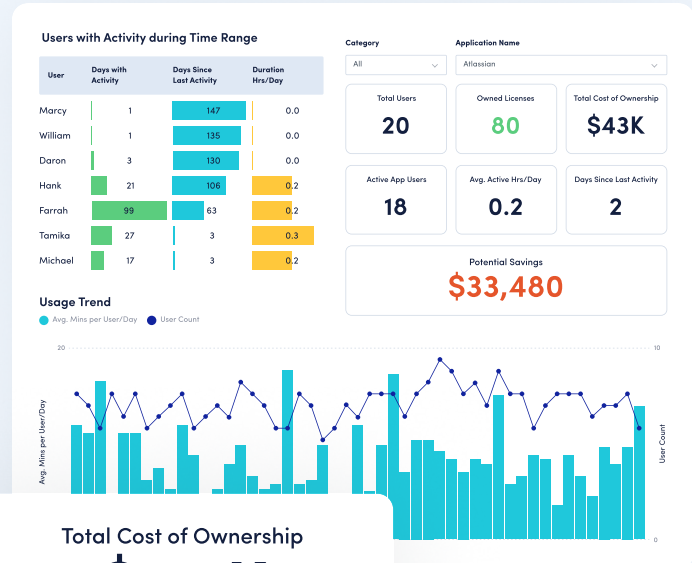 Users with Activity during Time Range
User
Days with Activity
Days Since Last Activity
Duration Hrs/Day
Marcy 1 147 0.0
William 1 135 0.0
Daron 3 130 0.0
Hank 21 106 0.2
Farrah 99 63 0.2
Tamika 27 3 0.3
Michael 17 3 0.2
Category
All
Application Name
Atlassian
Total Users
20
Owned Licenses
80
Total Cost of Ownership
$43K
Active App Users
18
Avg. Active Hrs/Day
0.2
Days Since Last Activity
2
Potential Savings
$33,480
Usage Trend
Avg. Mins per User/Day
User Count
20
10
Avg. Mins per User/Day
User Count
0
Total Cost of Ownership